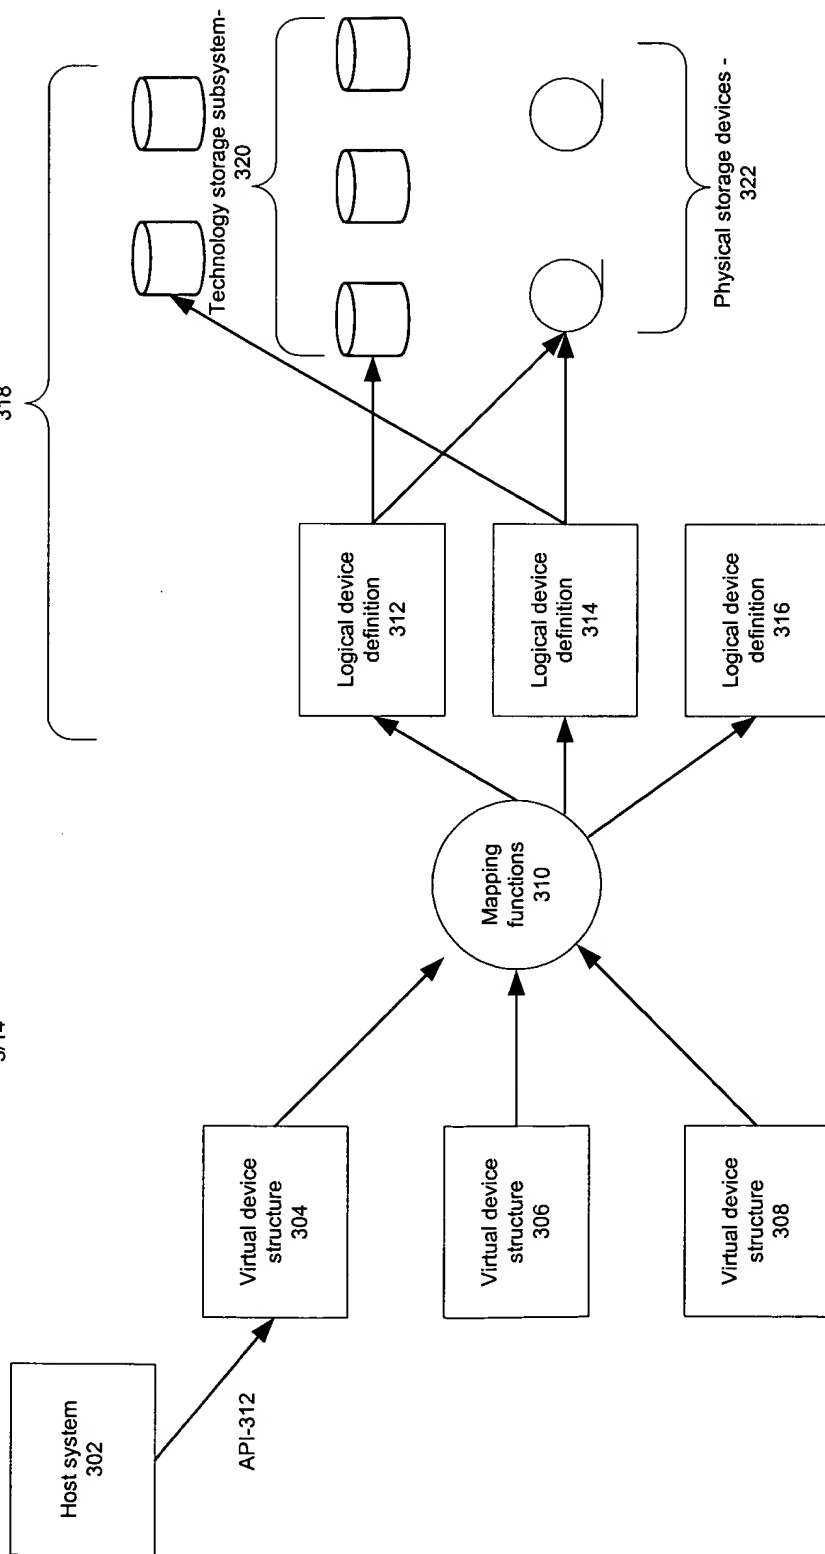 3/14
318
Host system
302
API-312
Virtual device
structure
304
Virtual device
structure
306
Virtual device
structure
308
Mapping
functions
310
Logical device
definition
312
Logical device
definition
314
Logical device
definition
316
Technology storage subsystem-
320
Physical storage devices -
322